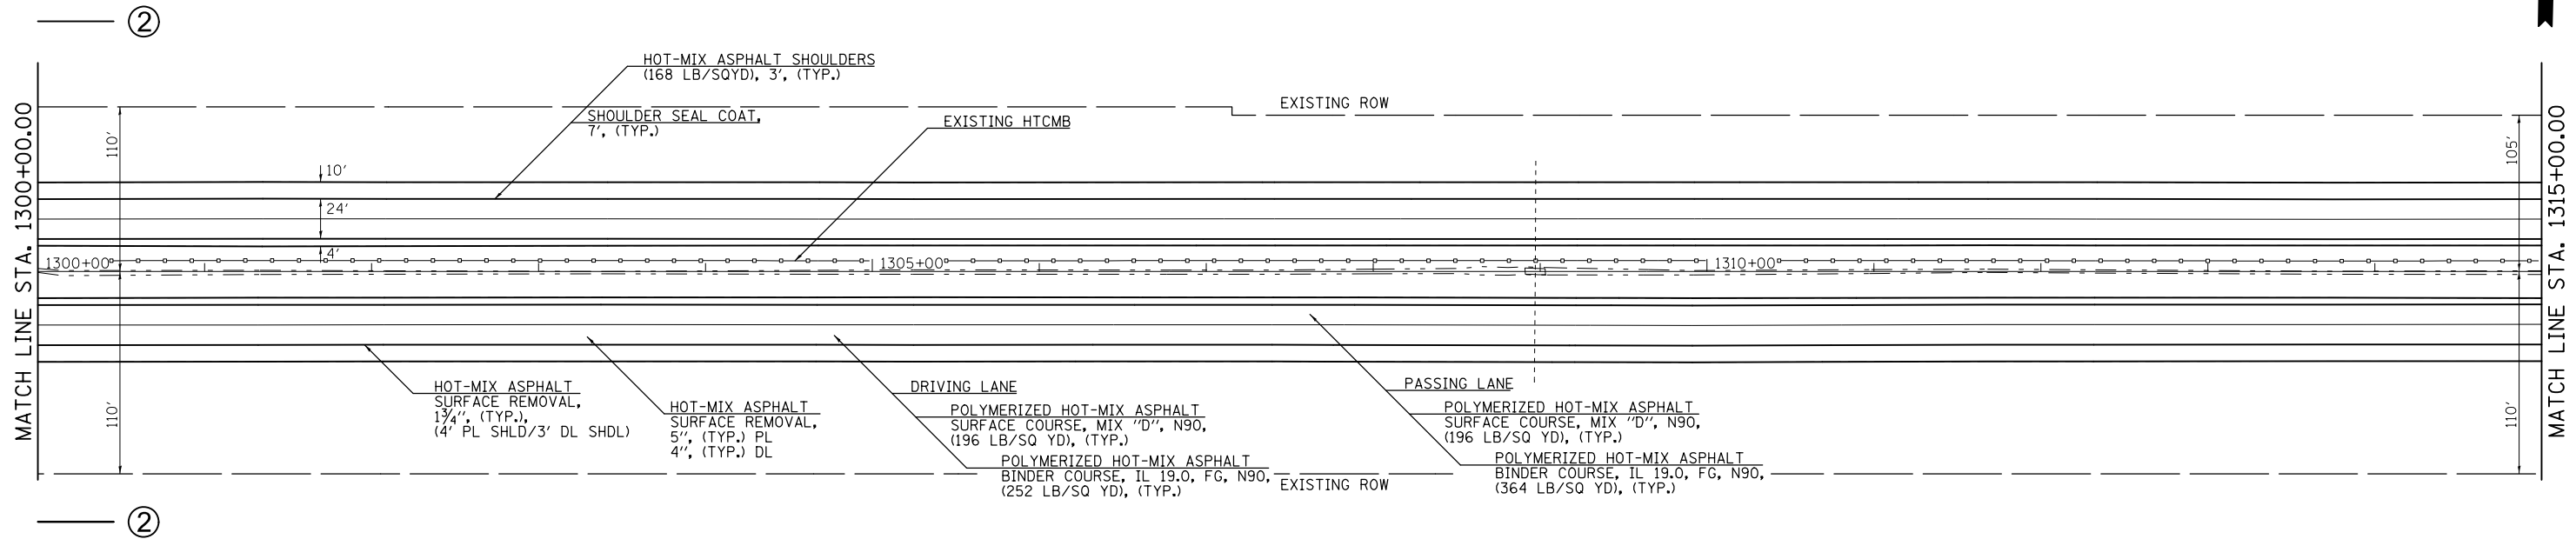 2
HOT-MIX ASPHALT SHOULDERS
(168 LB/SQYD), 3', (TYP.)
SHOULDER SEAL COAT,
7', (TYP.)
EXISTING HTCMB
EXISTING ROW
MATCH LINE STA. 1300+00.00
110'
10'
24'
4'
105'
MATCH LINE STA. 1315+00.00
1300+00
1305+00
1310+00
110'
110'
HOT-MIX ASPHALT
SURFACE REMOVAL,
1¾", (TYP.),
(4' PL SHLD/3' DL SHDL)
HOT-MIX ASPHALT
SURFACE REMOVAL,
5", (TYP.) PL
4", (TYP.) DL
DRIVING LANE
POLYMERIZED HOT-MIX ASPHALT
SURFACE COURSE, MIX "D", N90,
(196 LB/SQ YD), (TYP.)
POLYMERIZED HOT-MIX ASPHALT
BINDER COURSE, IL 19.0, FG, N90,
(252 LB/SQ YD), (TYP.)
EXISTING ROW
PASSING LANE
POLYMERIZED HOT-MIX ASPHALT
SURFACE COURSE, MIX "D", N90,
(196 LB/SQ YD), (TYP.)
POLYMERIZED HOT-MIX ASPHALT
BINDER COURSE, IL 19.0, FG, N90,
(364 LB/SQ YD), (TYP.)
2